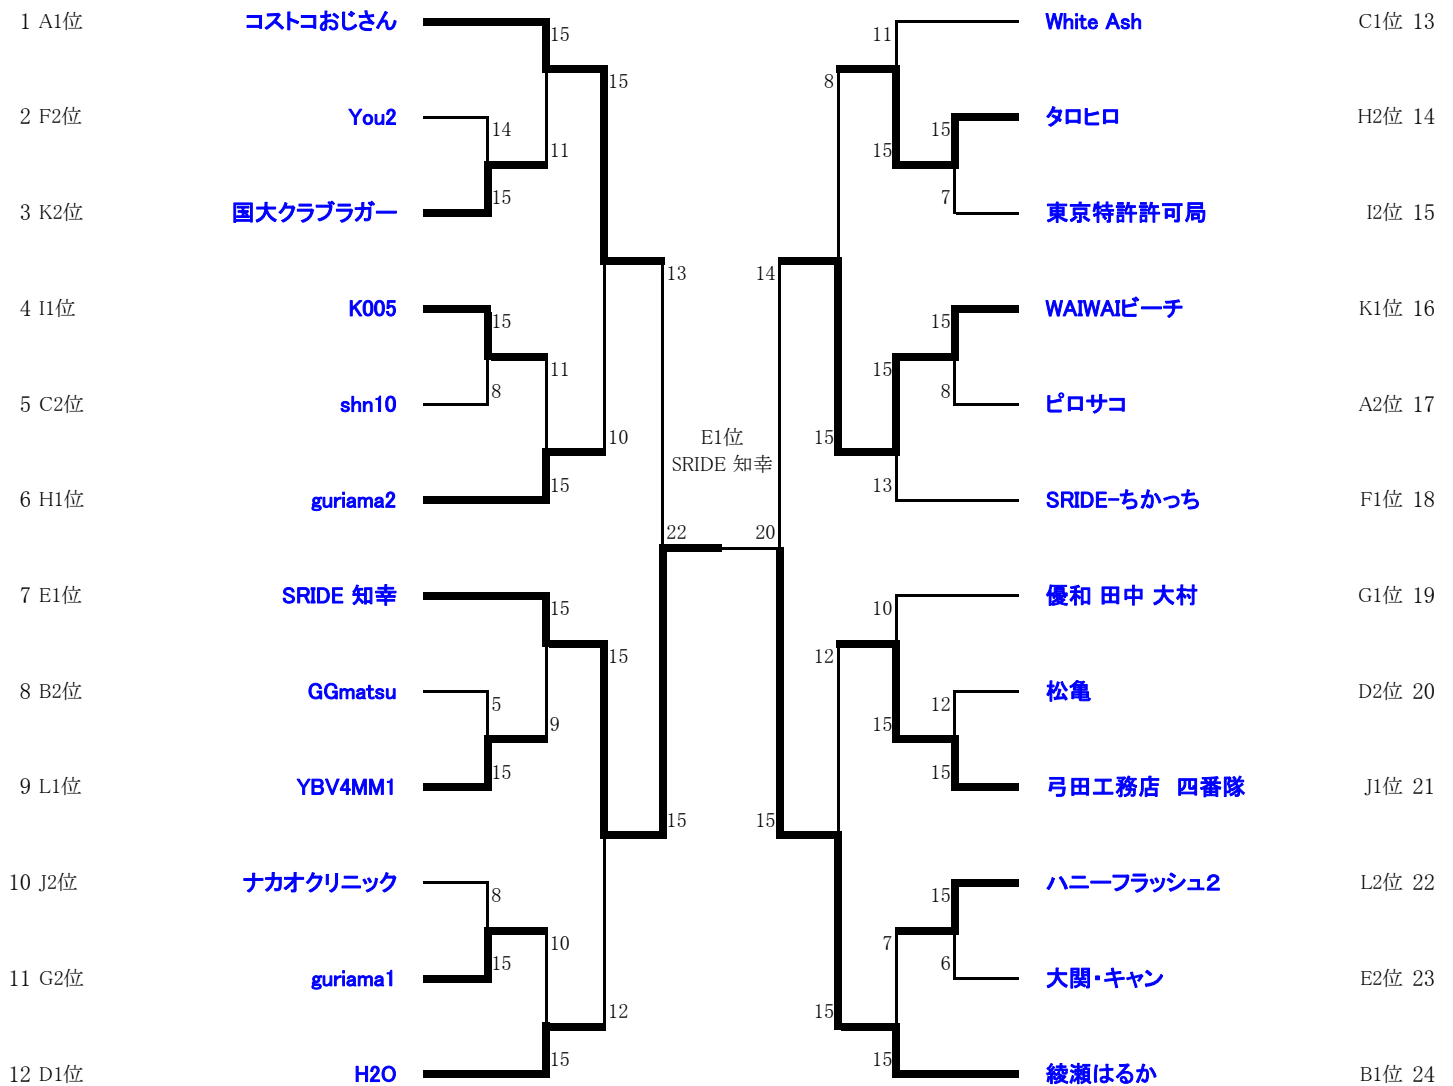 1 A1位 コストコおじさん
15
15
2 F2位 You2
14
11
3 K2位 国大クラブラガー
15
13
4 I1位 K005
15
11
5 C2位 shn10
8
10
6 H1位 guriama2
15
22
7 E1位 SRIDE 知幸
15
15
8 B2位 GGmatsu
5
9
9 L1位 YBV4MM1
15
15
10 J2位 ナカオクリニック
8
10
11 G2位 guriama1
15
12
12 D1位 H2O
15
E1位
SRIDE 知幸
White Ash C1位 13
11
8
タロヒロ H2位 14
15
15
東京特許許可局 I2位 15
7
14
WAIWAIビーチ K1位 16
15
15
ピロサコ A2位 17
8
15
SRIDE-ちかっち F1位 18
13
20
優和 田中 大村 G1位 19
10
12
松亀 D2位 20
12
15
弓田工務店 四番隊 J1位 21
15
15
ハニーフラッシュ2 L2位 22
15
7
大関・キャン E2位 23
6
15
綾瀬はるか B1位 24
15